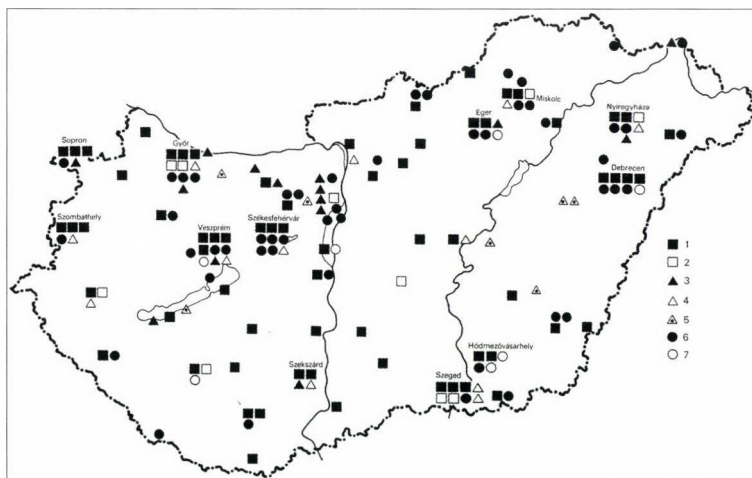 Miskolc
Eger
Nyíregyháza
Sopron
Győr
Debrecen
Szombathely
Veszprém
Székesfehérvár
1
2
3
4
5
6
7
Hódmezővásárhely
Szekszárd
Szeged